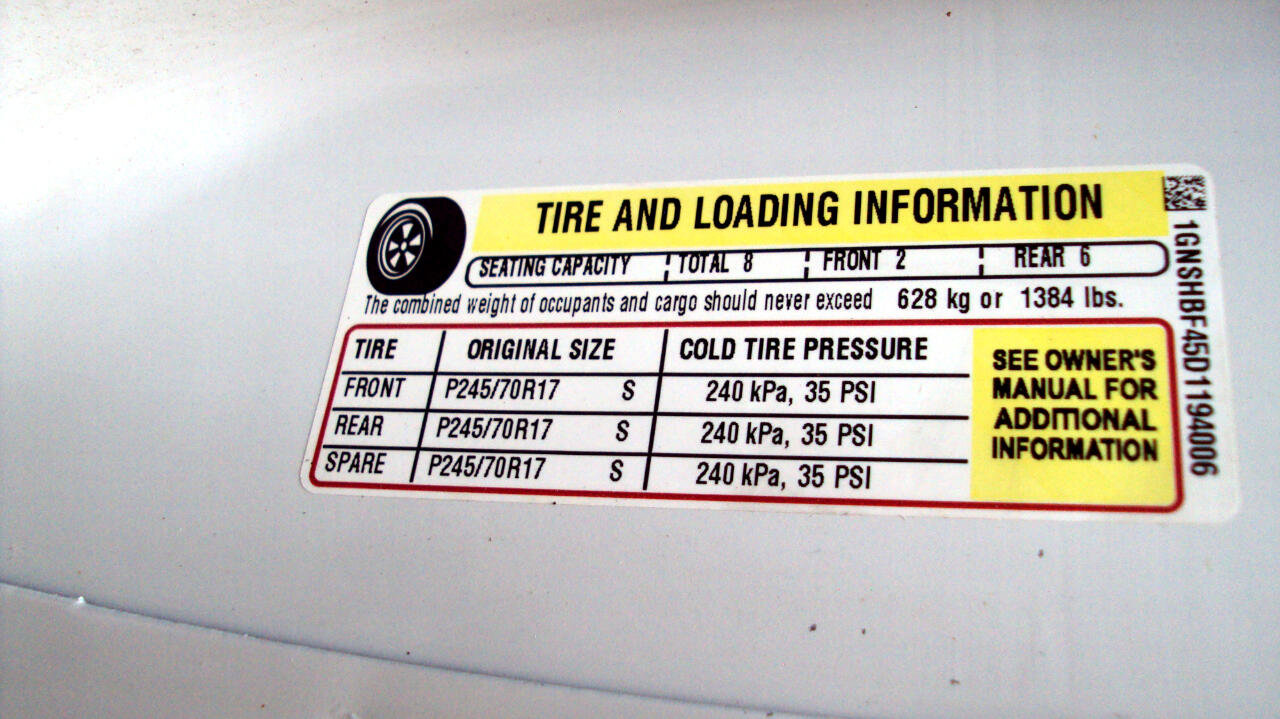 TIRE AND LOADING INFORMATION
SEATING CAPACITY TOTAL 8 FRONT 2 REAR 6
The combined weight of occupants and cargo should never exceed 628 kg or 1384 lbs.
TIRE ORIGINAL SIZE COLD TIRE PRESSURE
FRONT P245/70R17 S 240 kPa, 35 PSI
REAR P245/70R17 S 240 kPa, 35 PSI
SPARE P245/70R17 S 240 kPa, 35 PSI
SEE OWNER'S
MANUAL FOR
ADDITIONAL
INFORMATION
1GNSHBF45D1194006